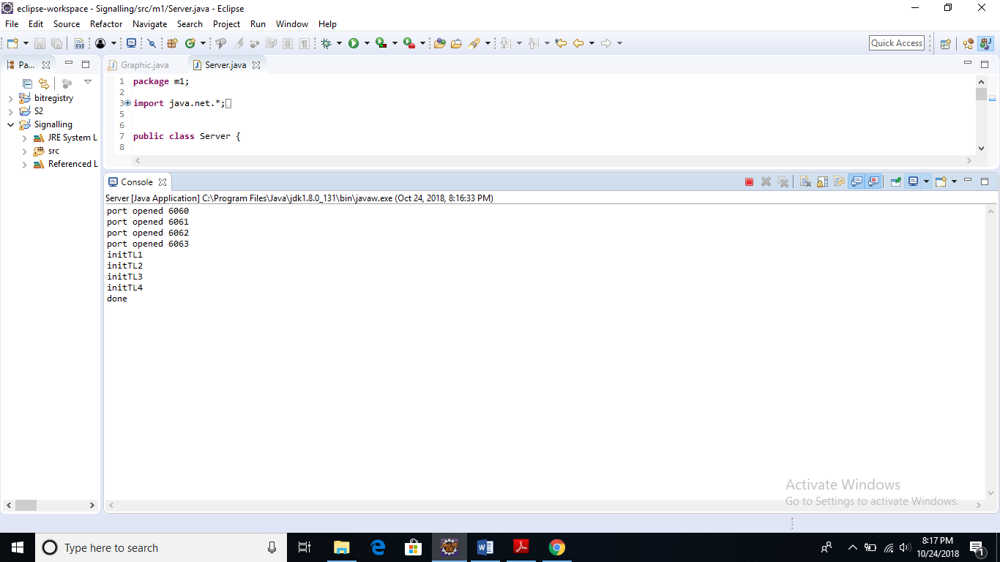 eclipse-workspace - Signalling/src/m1/Server.java - Eclipse
File Edit Source Refactor Navigate Search Project Run Window Help
Quick Access
Pa...
Graphic.java
Server.java
bitregistry
S2
Signalling
JRE System L
src
Referenced L
1 package m1;
2
3 import java.net.*;
5
6
7 public class Server {
8
Console
Server [Java Application] C:\Program Files\Java\jdk1.8.0_131\bin\javaw.exe (Oct 24, 2018, 8:16:33 PM)
port opened 6060
port opened 6061
port opened 6062
port opened 6063
initTL1
initTL2
initTL3
initTL4
done
Activate Windows
Go to Settings to activate Windows.
Type here to search
8:17 PM
10/24/2018
1